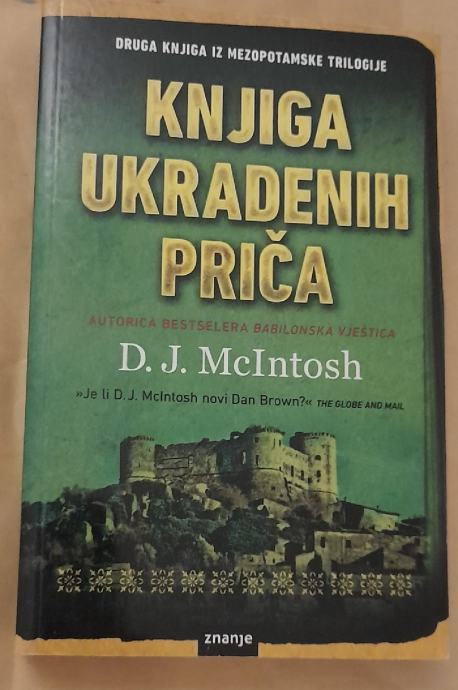 DRUGA KNJIGA IZ MEZOPOTAMSKE TRILOGIJE
KNJIGA
UKRADENIH
PRIČA
AUTORICA BESTSELERA BABILONSKA VJEŠTICA
D. J. McIntosh
»Je li D. J. McIntosh novi Dan Brown?« THE GLOBE AND MAIL
znanje